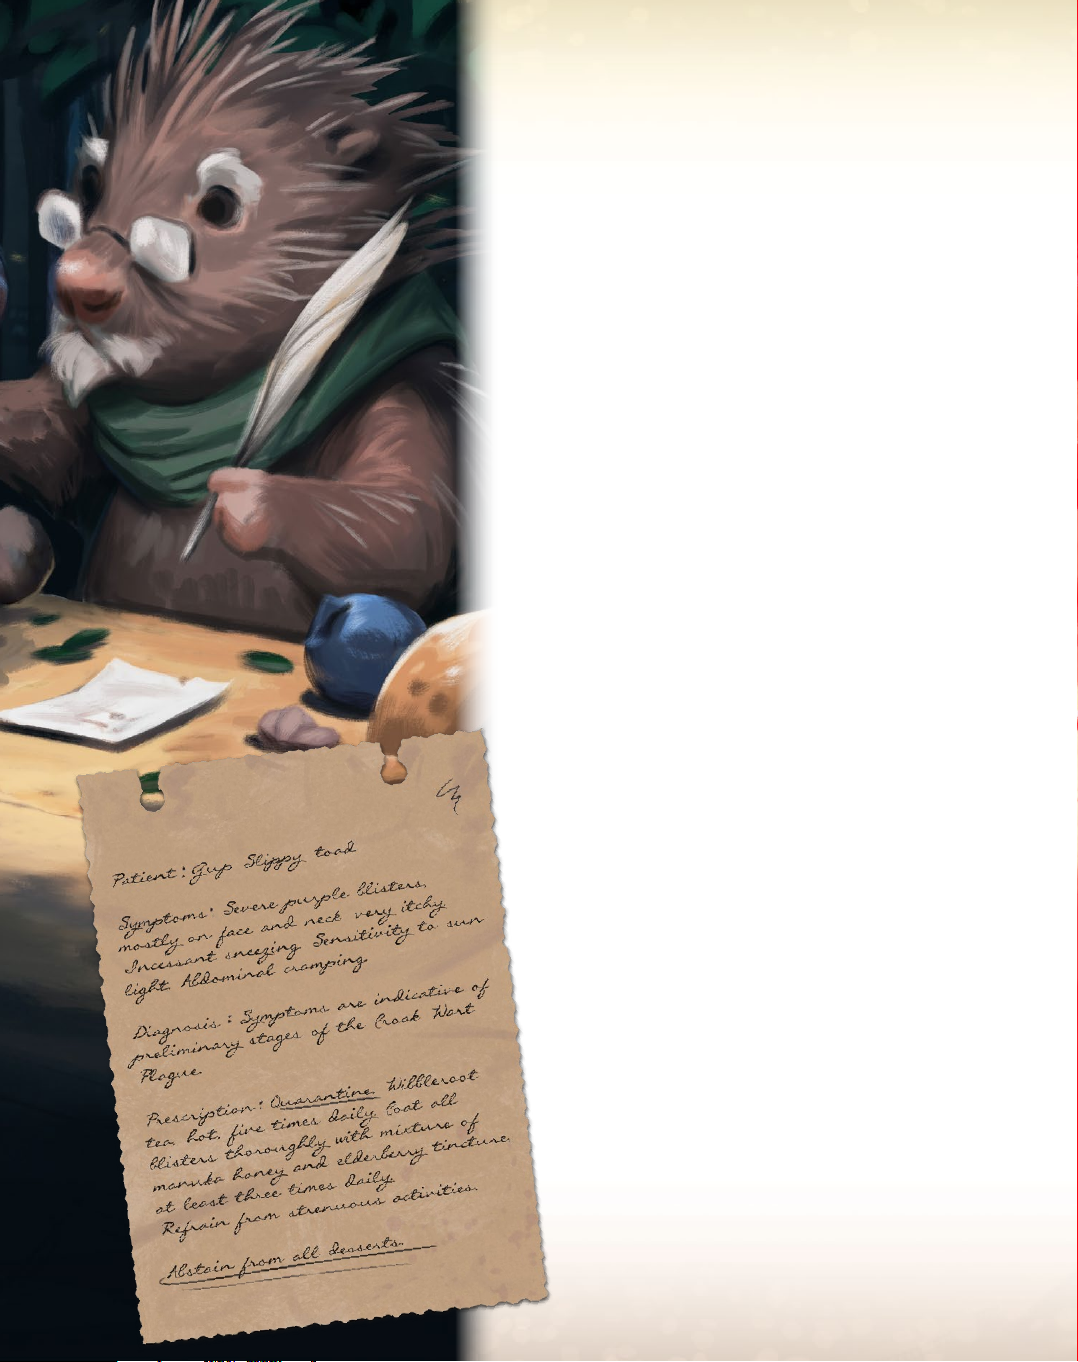 Patient: Gup Slippy toad
Symptoms: Severe purple blisters,
mostly on face and neck very itchy
Incessant sneezing Sensitivity to sun
light. Abdominal cramping.
Diagnosis: Symptoms are indicative of
preliminary stages of the Croak Wart
Plague.
Prescription: Quarantine. Wibbleroot
tea, hot, five times daily. Coat all
blisters thoroughly with mixture of
manuka honey and elderberry tincture
at least three times daily.
Refrain from strenuous activities.
Abstain from all desserts.